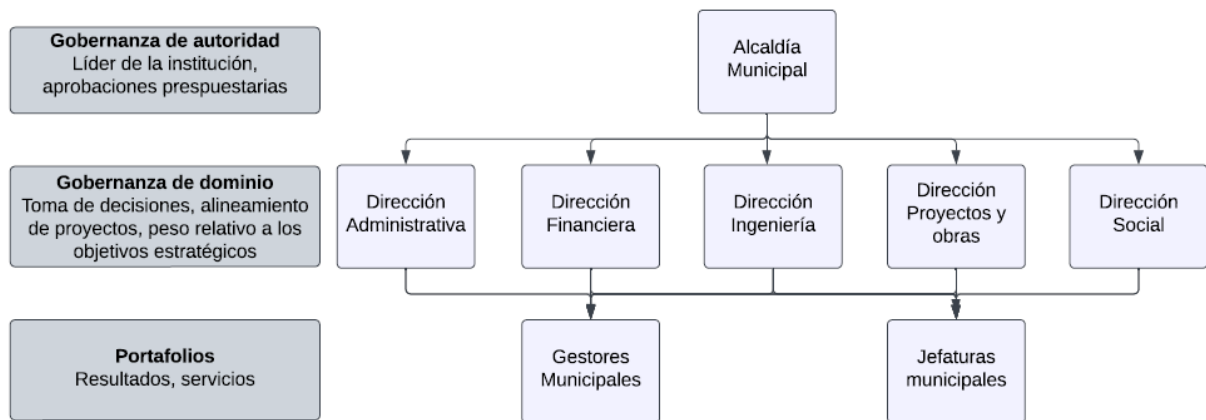 Gobernanza de autoridad
Líder de la institución,
aprobaciones prespuestarias
Alcaldía
Municipal
Gobernanza de dominio
Toma de decisiones, alineamiento
de proyectos, peso relativo a los
objetivos estratégicos
Dirección
Administrativa
Dirección
Financiera
Dirección
Ingeniería
Dirección
Proyectos y
obras
Dirección
Social
Portafolios
Resultados, servicios
Gestores
Municipales
Jefaturas
municipales